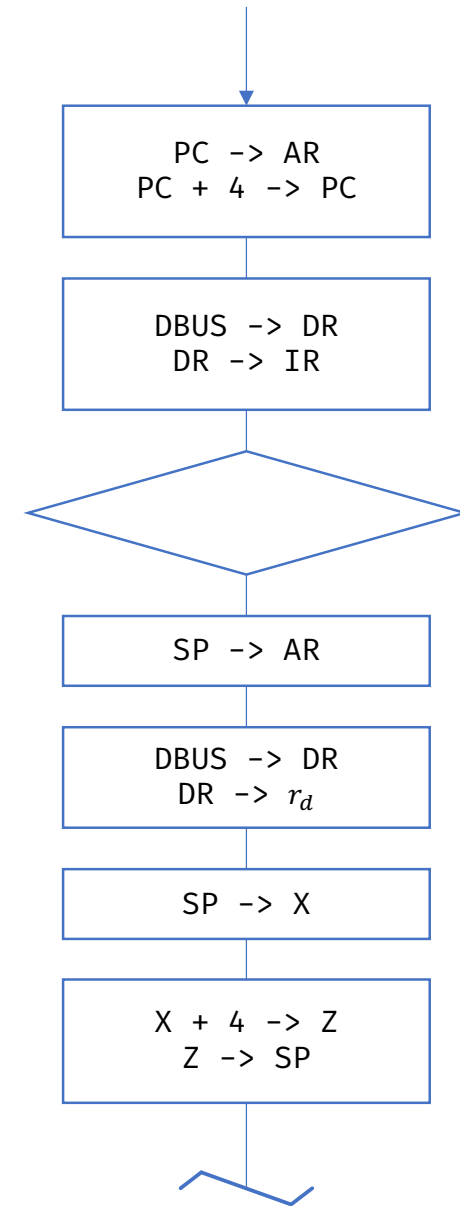 PC -> AR
PC + 4 -> PC
DBUS -> DR
DR -> IR
SP -> AR
DBUS -> DR
DR -> r_d
SP -> X
X + 4 -> Z
Z -> SP